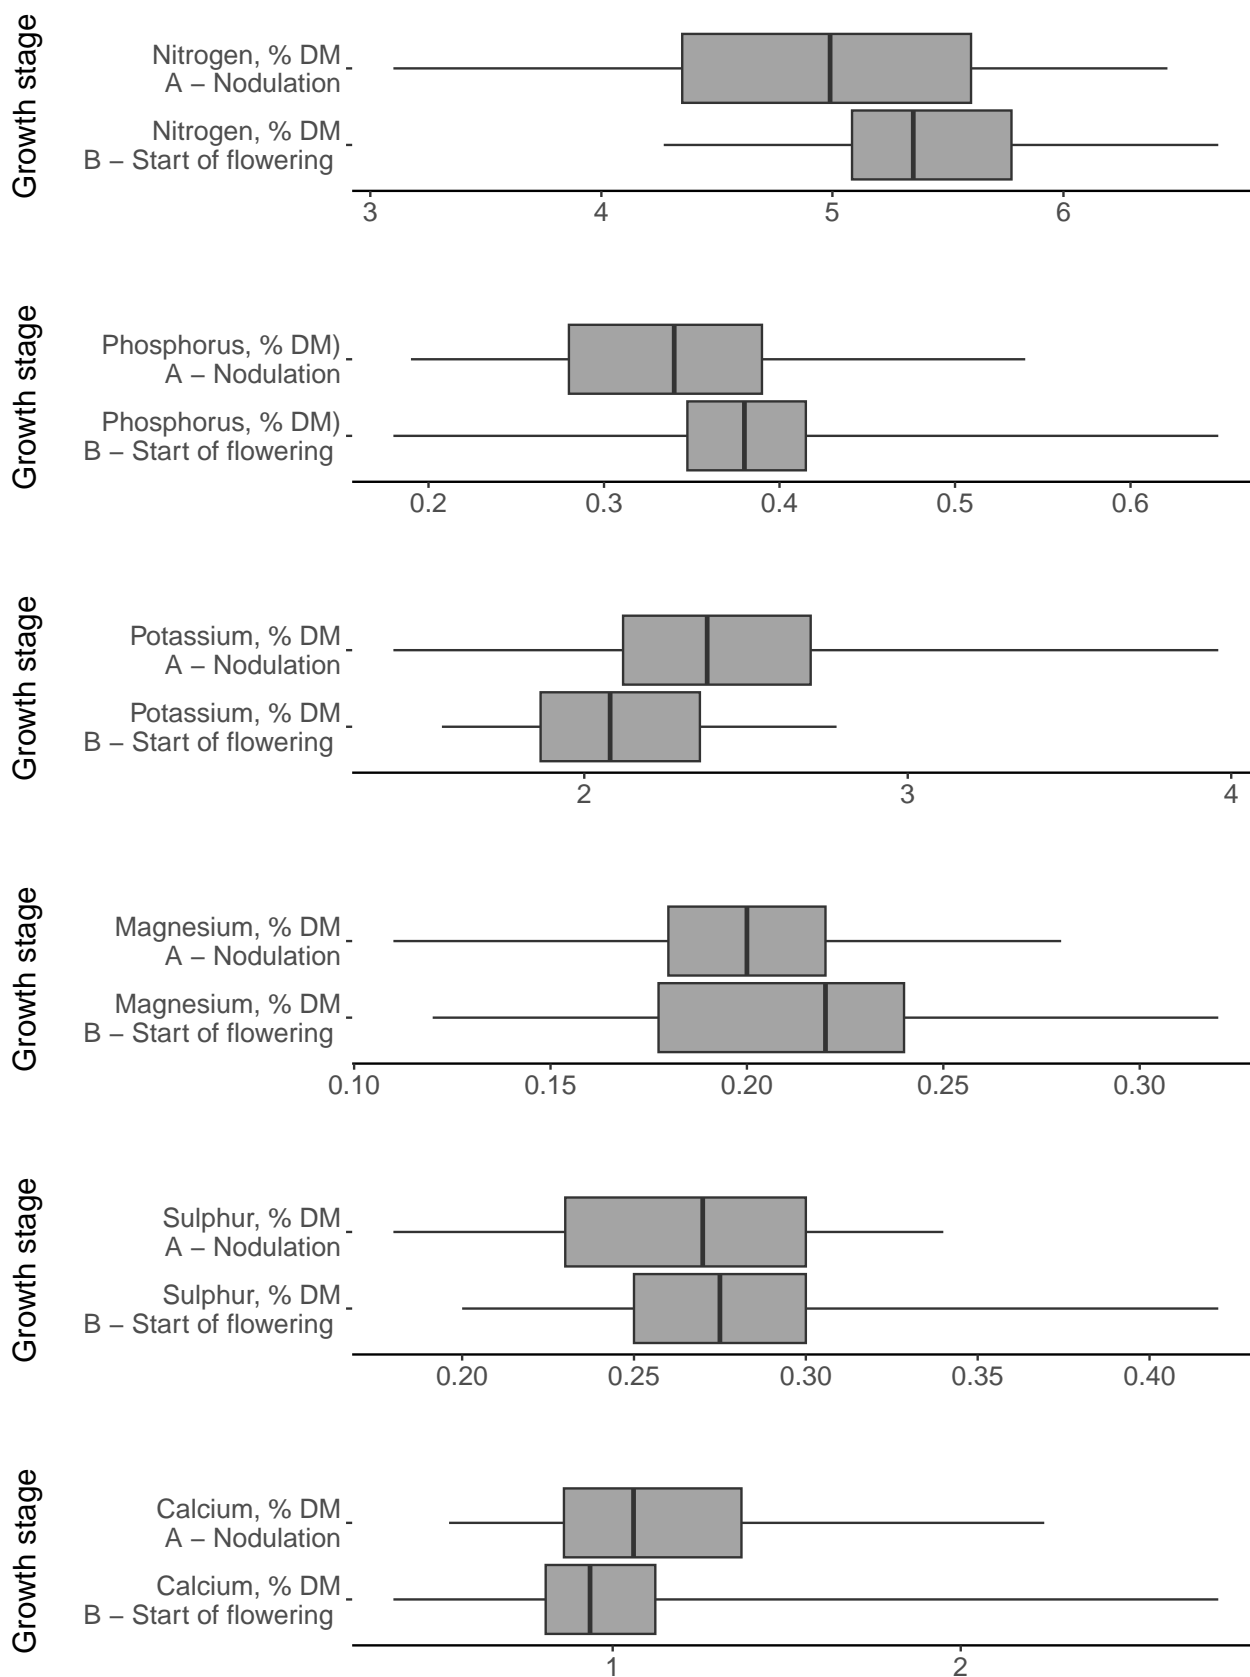 Growth stage
Nitrogen, % DM
A – Nodulation
Nitrogen, % DM
B – Start of flowering
3 4 5 6
Growth stage
Phosphorus, % DM)
A – Nodulation
Phosphorus, % DM)
B – Start of flowering
0.2 0.3 0.4 0.5 0.6
Growth stage
Potassium, % DM
A – Nodulation
Potassium, % DM
B – Start of flowering
2 3 4
Growth stage
Magnesium, % DM
A – Nodulation
Magnesium, % DM
B – Start of flowering
0.10 0.15 0.20 0.25 0.30
Growth stage
Sulphur, % DM
A – Nodulation
Sulphur, % DM
B – Start of flowering
0.20 0.25 0.30 0.35 0.40
Growth stage
Calcium, % DM
A – Nodulation
Calcium, % DM
B – Start of flowering
1 2